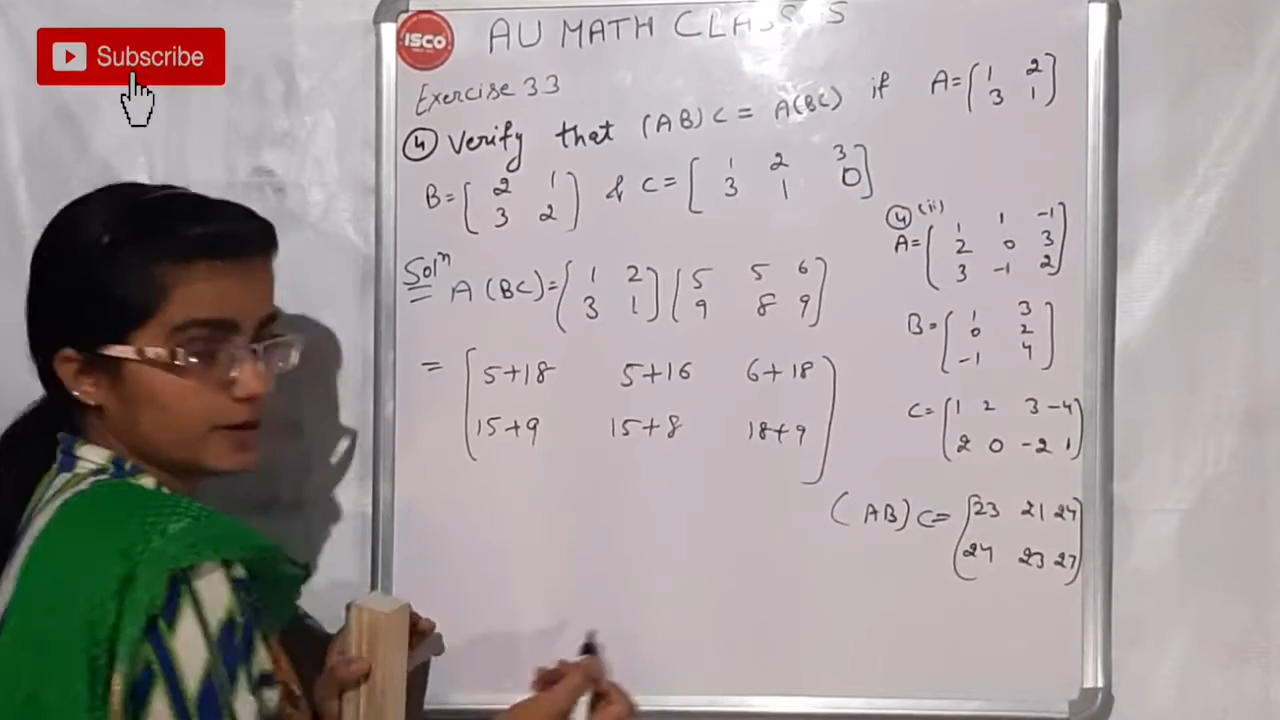 Subscribe
ISCO
AU MATH CLASSES
Exercise 33
④ Verify that (AB)C = A(BC) if A = [1 2
3 1]
B = [2 1
3 2] & C = [1 2 3
3 1 0]
Solⁿ A(BC) = [1 2
3 1] [5 5 6
9 8 9]
= [5+18 5+16 6+18
15+9 15+8 18+9]
④ (ii)
A = [1 1 -1
2 0 3
3 -1 2]
B = [1 3
0 2
-1 4]
C = [1 2 3 -4
2 0 -2 1]
(AB)C = [23 21 24
24 23 27]